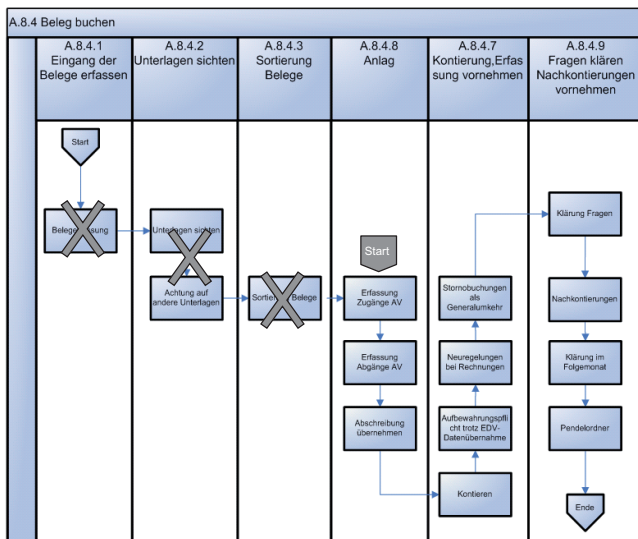 A.8.4 Beleg buchen
A.8.4.1
Eingang der
Belege erfassen
A.8.4.2
Unterlagen sichten
A.8.4.3
Sortierung
Belege
A.8.4.8
Anlag
A.8.4.7
Kontierung,Erfas
sung vornehmen
A.8.4.9
Fragen klären
Nachkontierungen
vornehmen
Start
Unterlagen sichten
Achtung auf
andere Unterlagen
Belege
Start
Erfassung
Zugänge AV
Erfassung
Abgänge AV
Abschreibung
übernehmen
Stornobuchungen
als
Generalumkehr
Neuregelungen
bei Rechnungen
Aufbewahrungspfli
cht trotz EDV-
Datenübernahme
Kontieren
Klärung Fragen
Nachkontierungen
Klärung im
Folgemonat
Pendelordner
Ende